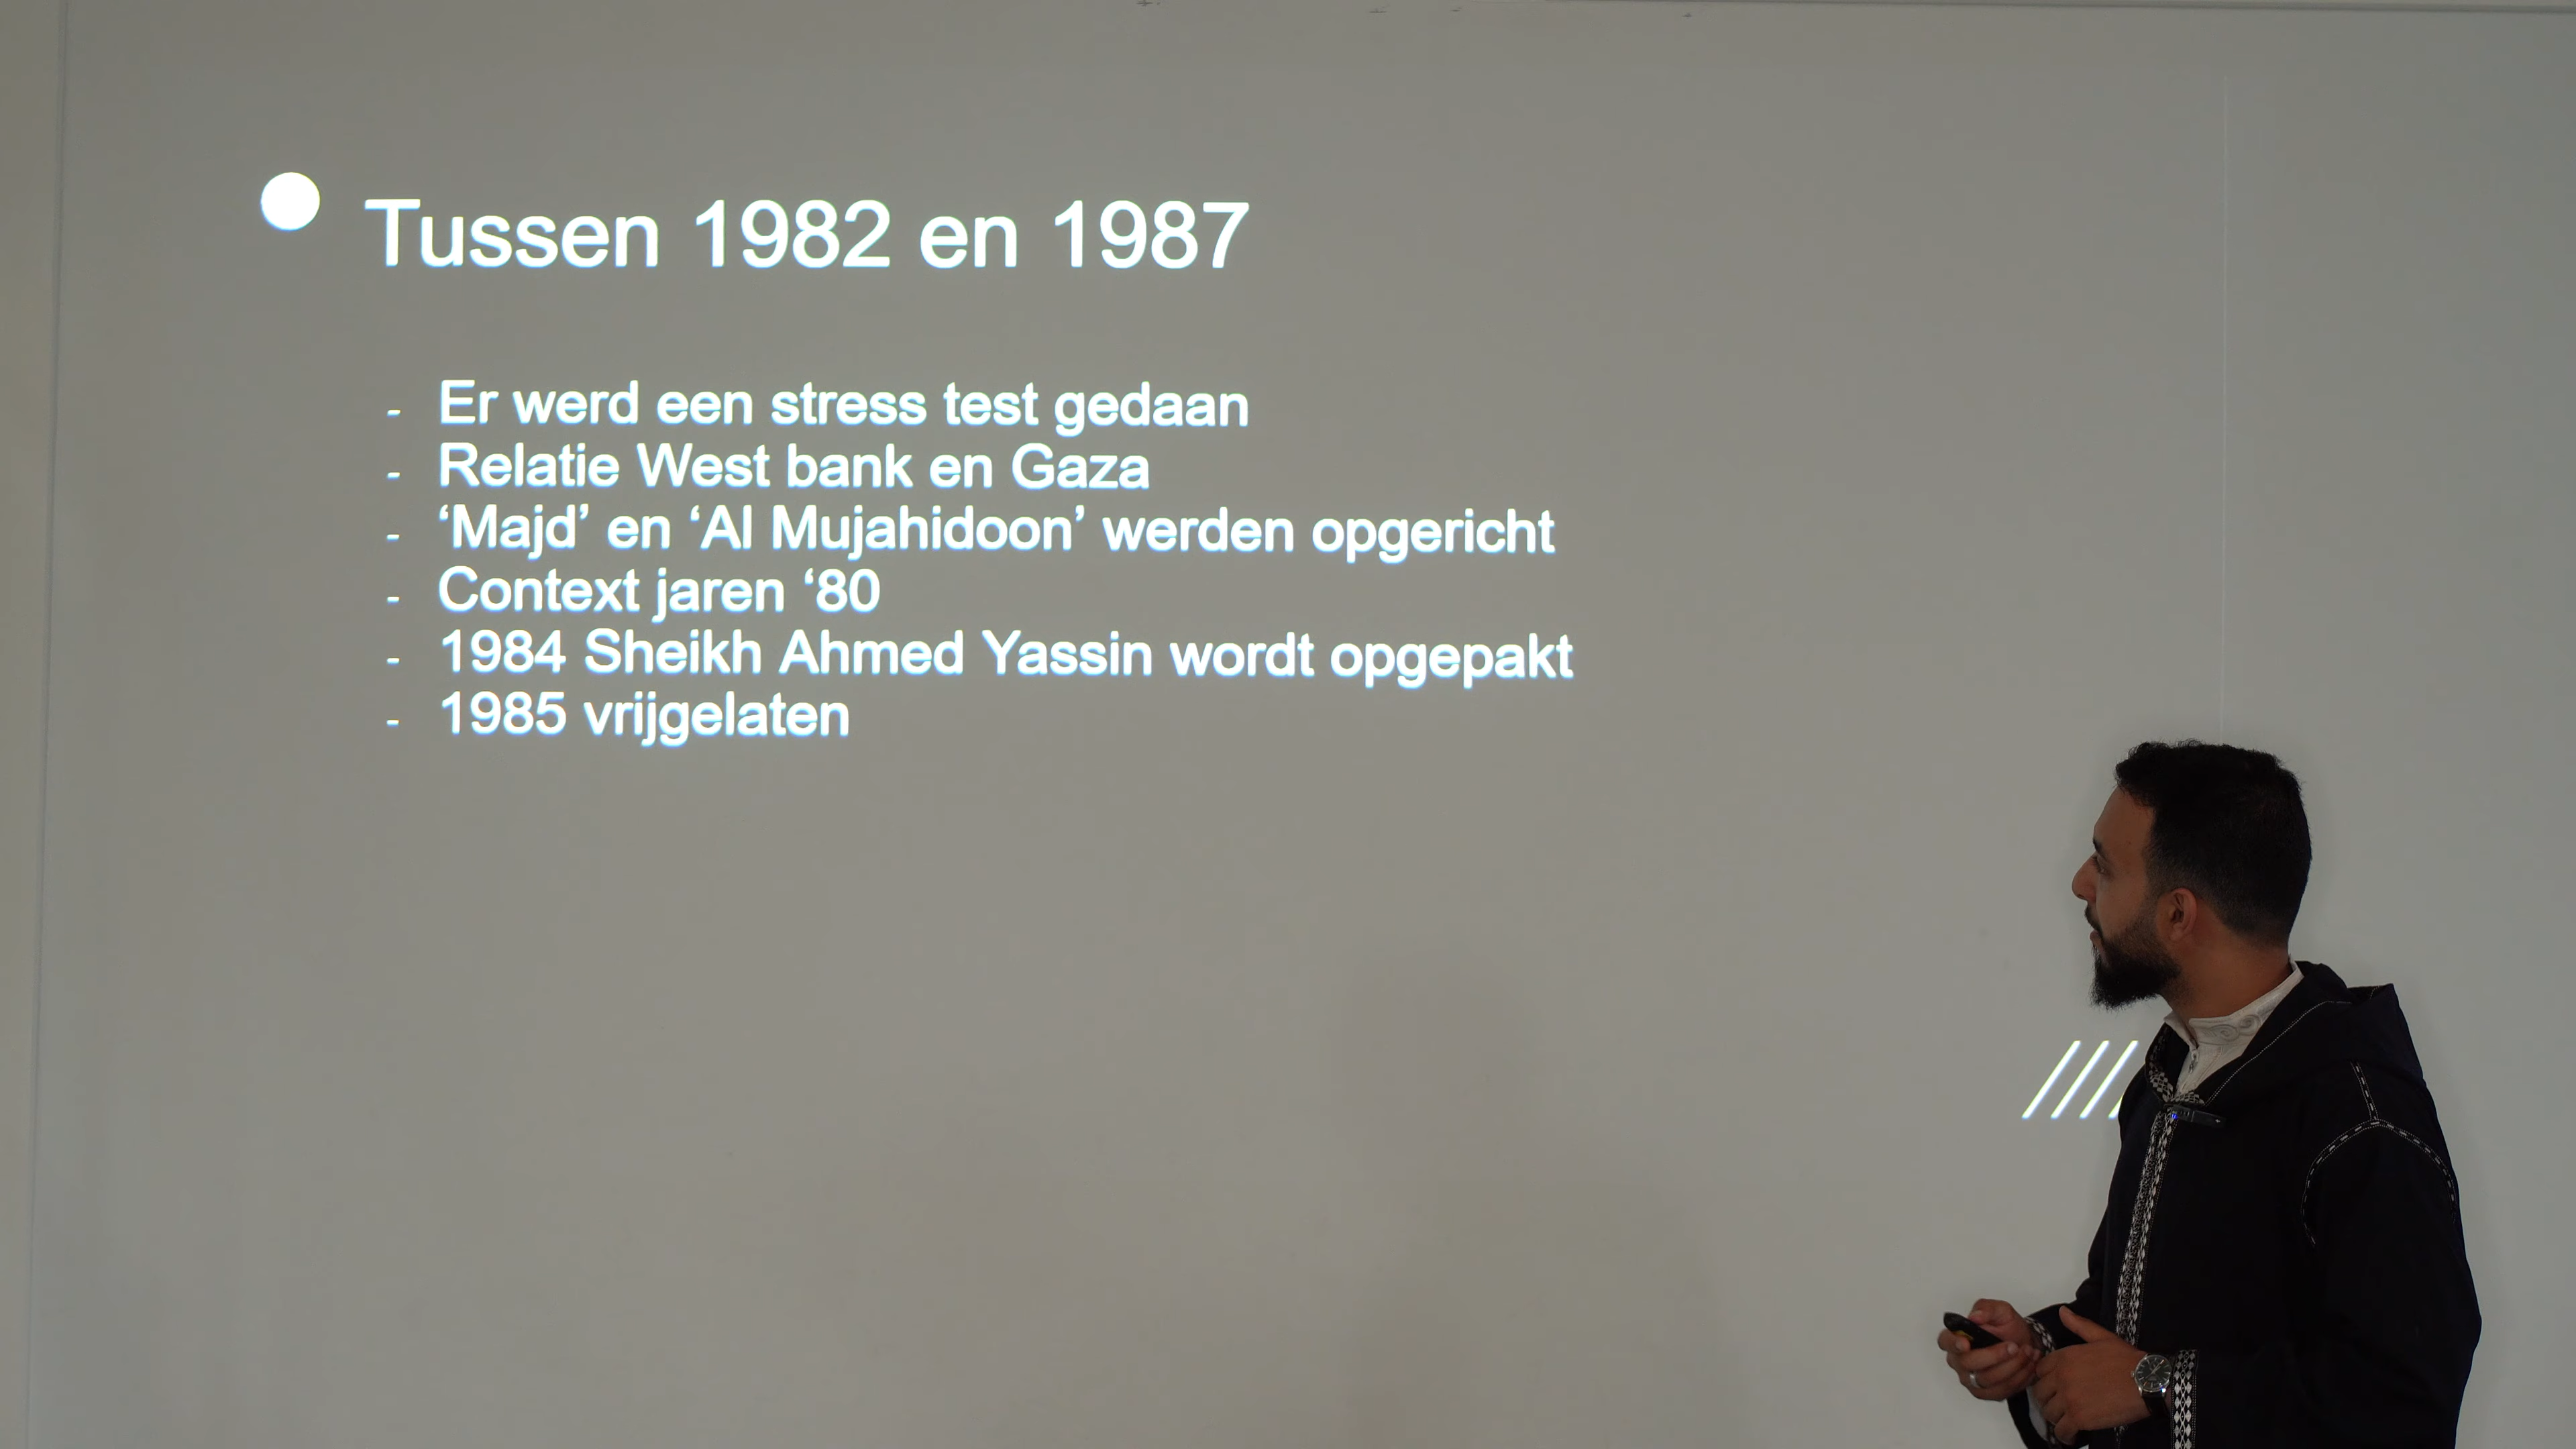 Tussen 1982 en 1987
- Er werd een stress test gedaan
- Relatie West bank en Gaza
- ‘Majd’ en ‘Al Mujahidoon’ werden opgericht
- Context jaren ‘80
- 1984 Sheikh Ahmed Yassin wordt opgepakt
- 1985 vrijgelaten